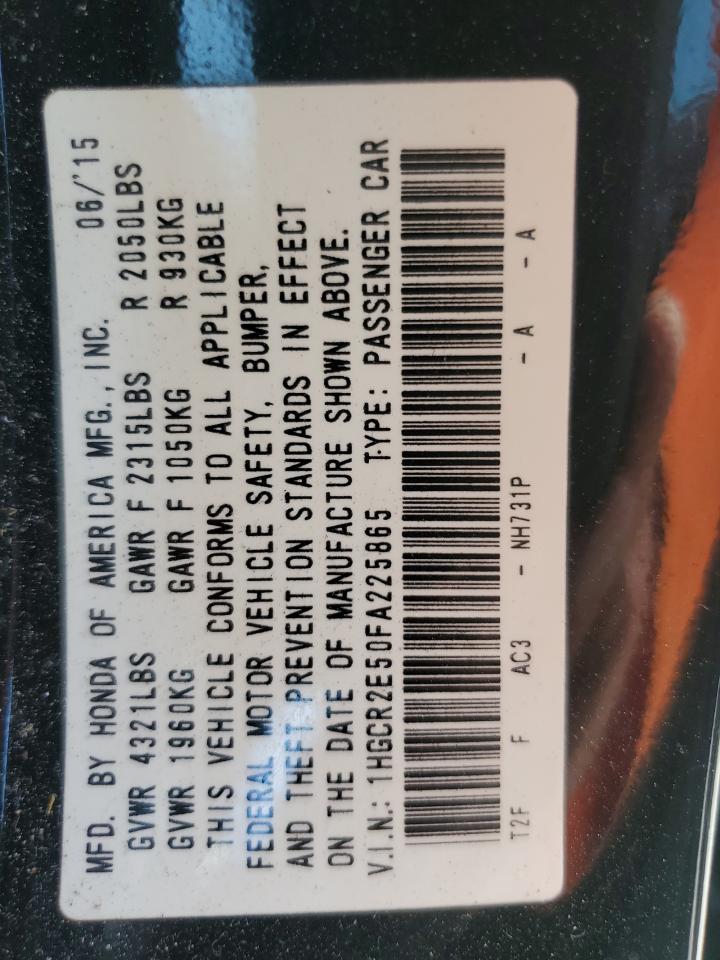 MFD. BY HONDA OF AMERICA MFG., INC. 06/'15
GVWR 4321LBS GAWR F 2315LBS R 2050LBS
GVWR 1960KG GAWR F 1050KG R 930KG
THIS VEHICLE CONFORMS TO ALL APPLICABLE
FEDERAL MOTOR VEHICLE SAFETY, BUMPER,
AND THEFT PREVENTION STANDARDS IN EFFECT
ON THE DATE OF MANUFACTURE SHOWN ABOVE.
V.I.N.: 1HGCR2E50FA225865 TYPE: PASSENGER CAR
T2F F AC3 - NH731P - A - A